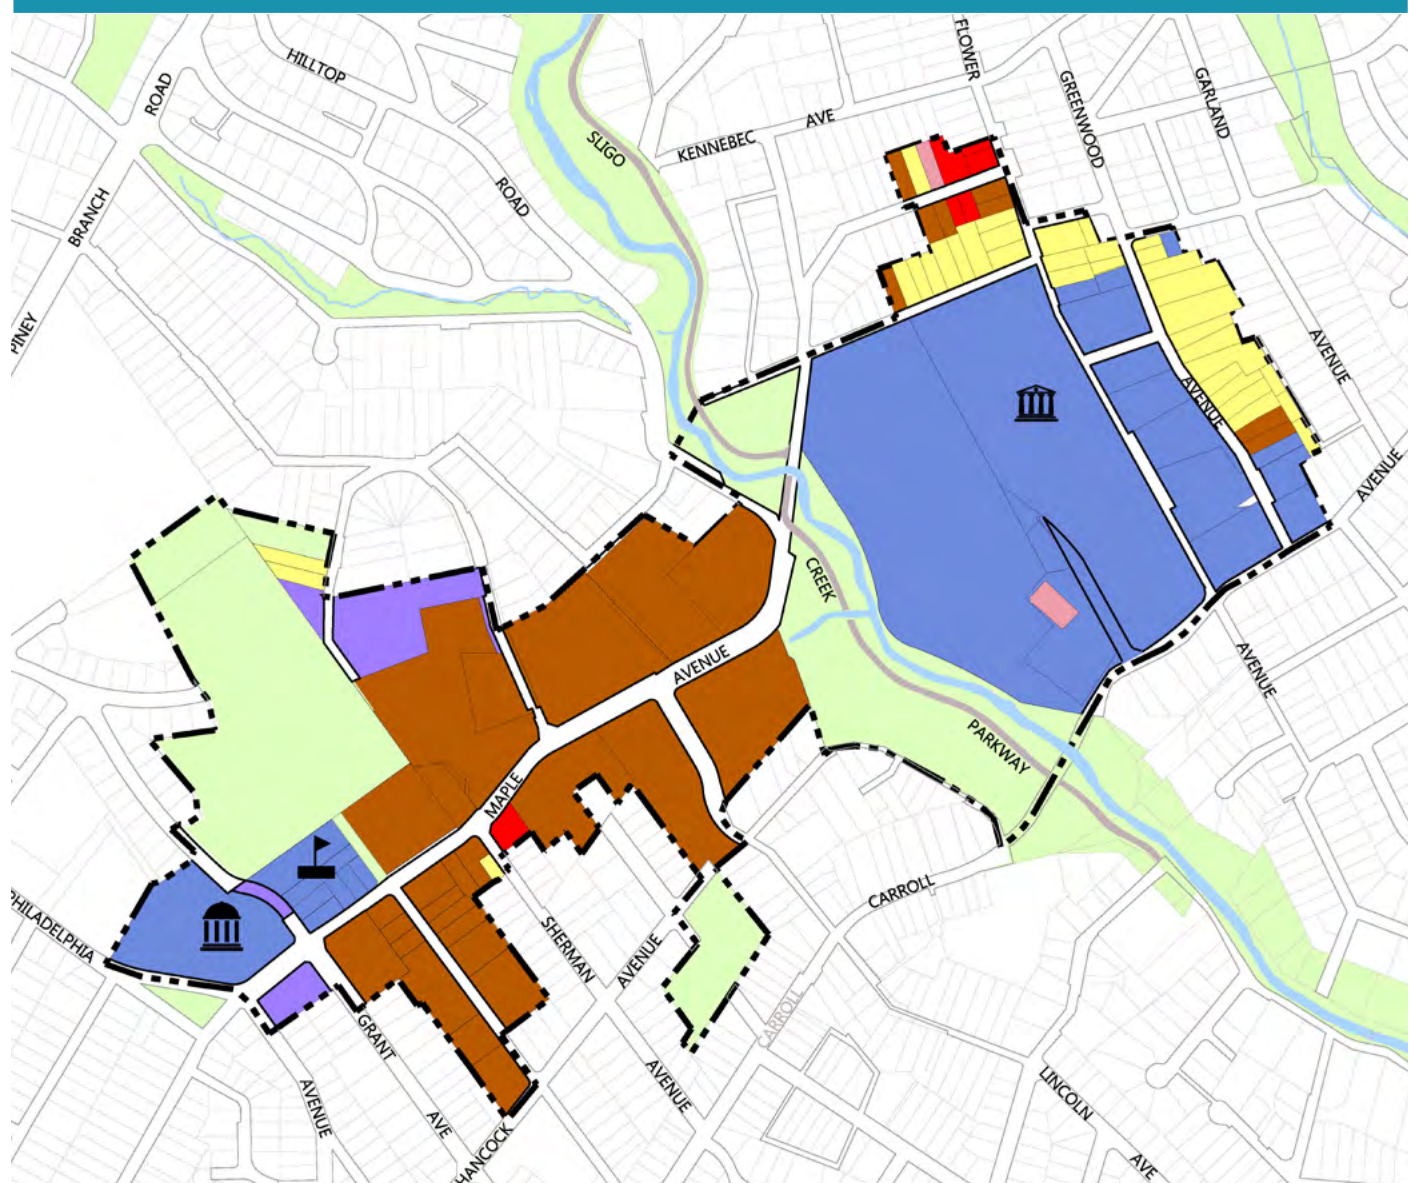 FLOWER
GREENWOOD
GARLAND
HILLTOP
ROAD
KENNEBEC
AVE
SLIGO
ROAD
BRANCH
PINEY
AVENUE
AVENUE
AVENUE
CREEK
AVENUE
AVENUE
PARKWAY
MAPLE
CARROLL
PHILADELPHIA
SHERMAN
AVENUE
CARROLL
GRANT
AVENUE
LINCOLN
AVENUE
AVE
HANCOCK
AVE